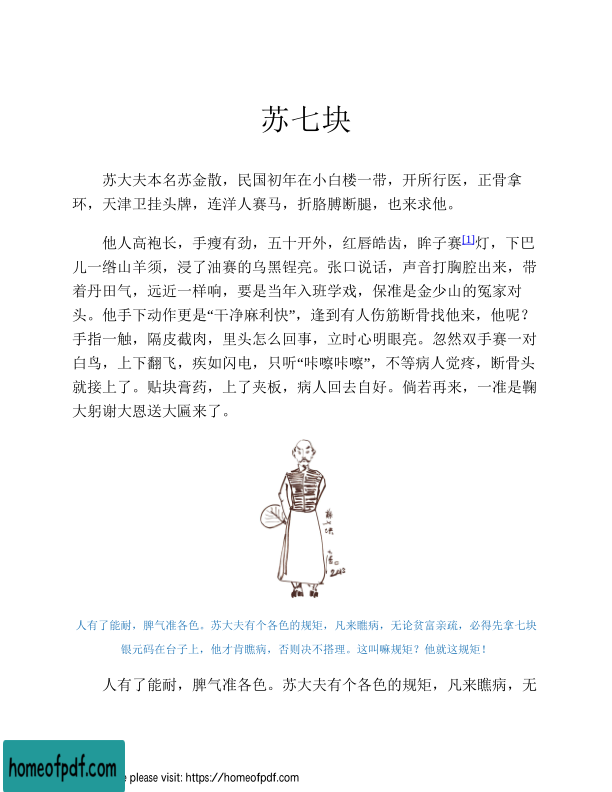 苏七块
苏大夫本名苏金散，民国初年在小白楼一带，开所行医，正骨拿
环，天津卫挂头牌，连洋人赛马，折胳膊断腿，也来求他。
他人高袍长，手瘦有劲，五十开外，红唇皓齿，眸子赛[1]灯，下巴
儿一绺山羊须，浸了油赛的乌黑锃亮。张口说话，声音打胸腔出来，带
着丹田气，远近一样响，要是当年入班学戏，保准是金少山的冤家对
头。他手下动作更是“干净麻利快”，逢到有人伤筋断骨找他来，他呢？
手指一触，隔皮截肉，里头怎么回事，立时心明眼亮。忽然双手赛一对
白鸟，上下翻飞，疾如闪电，只听“咔嚓咔嚓”，不等病人觉疼，断骨头
就接上了。贴块膏药，上了夹板，病人回去自好。倘若再来，一准是鞠
大躬谢大恩送大匾来了。
苏七块
2012
人有了能耐，脾气准各色。苏大夫有个各色的规矩，凡来瞧病，无论贫富亲疏，必得先拿七块
银元码在台子上，他才肯瞧病，否则决不搭理。这叫嘛规矩？他就这规矩！
人有了能耐，脾气准各色。苏大夫有个各色的规矩，凡来瞧病，无
homeofpdf.com
e please visit: https://homeofpdf.com